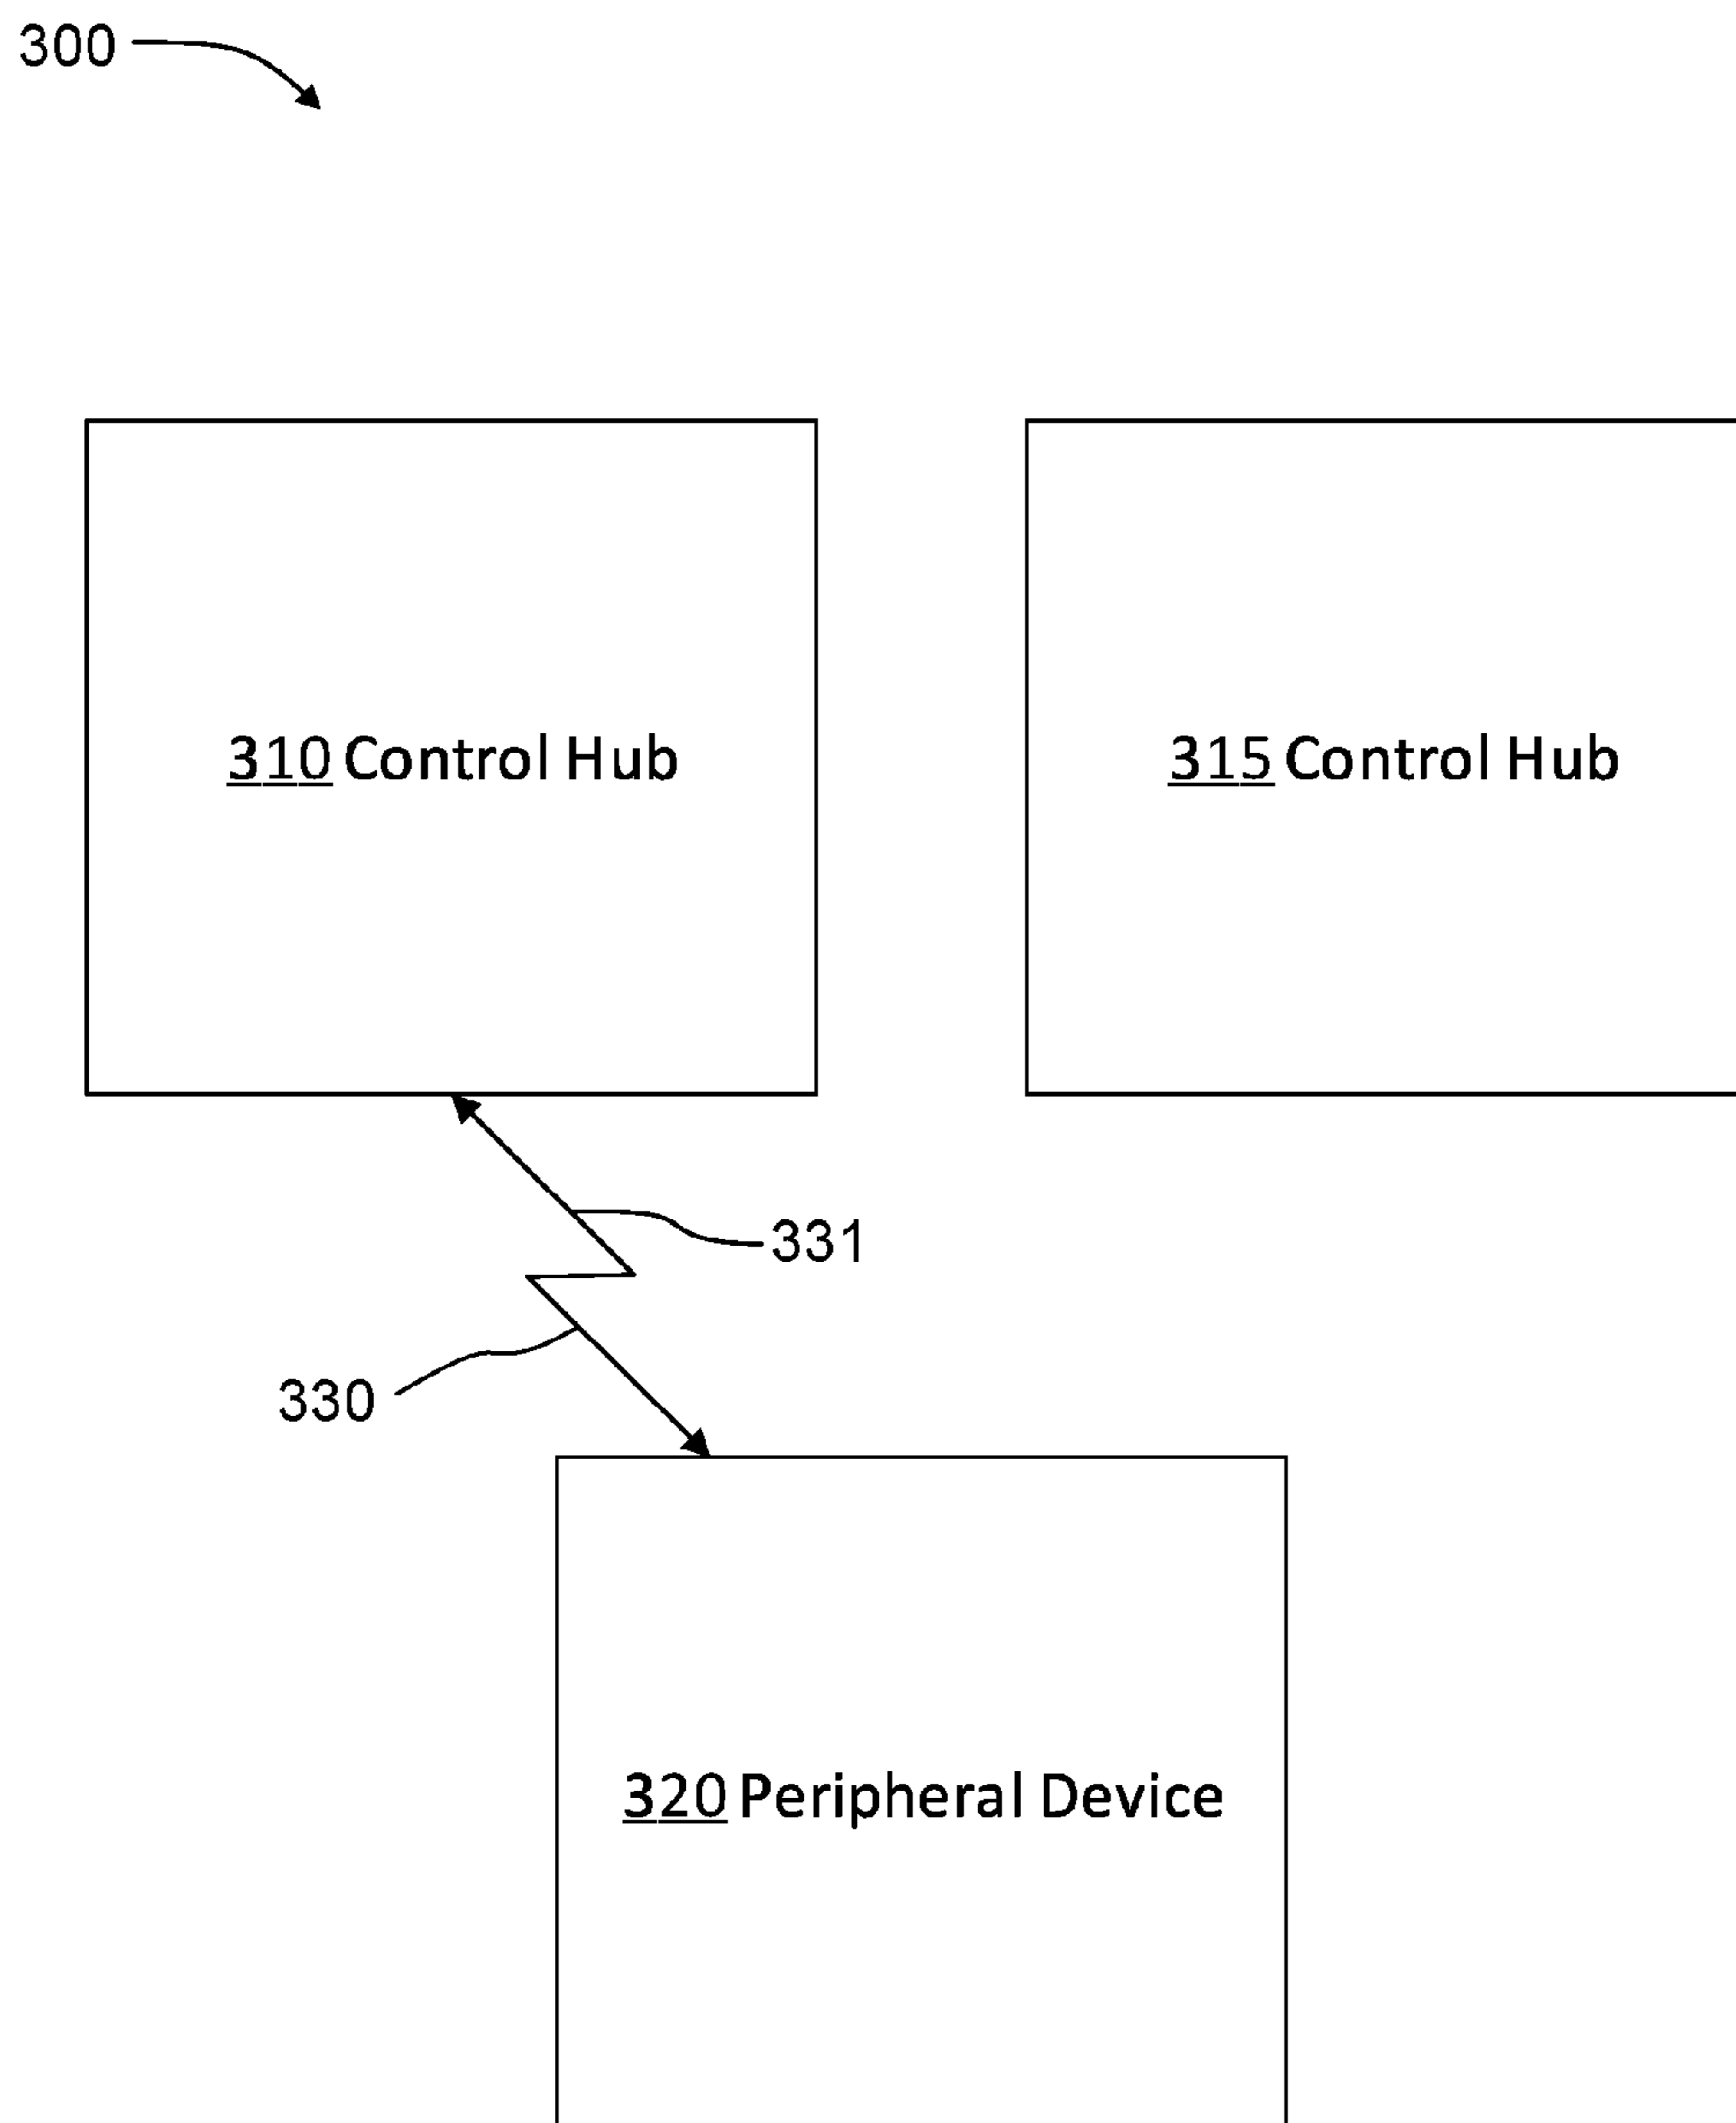 300
310 Control Hub
315 Control Hub
331
330
320 Peripheral Device